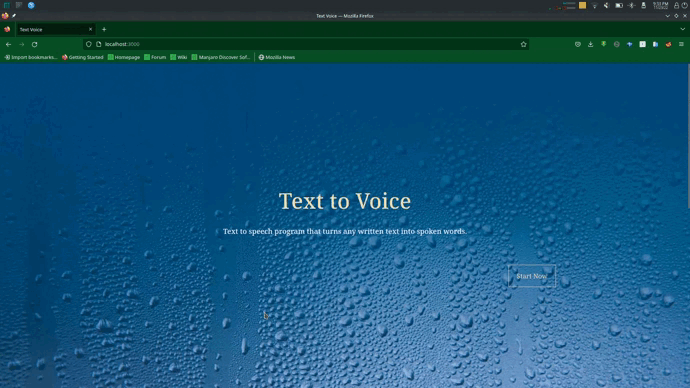 Text Voice — Mozilla Firefox
Text Voice
localhost:3000
Import bookmarks... Getting Started Homepage Forum Wiki Manjaro Discover Sof... Mozilla News
Text to Voice
Text to speech program that turns any written text into spoken words.
Start Now